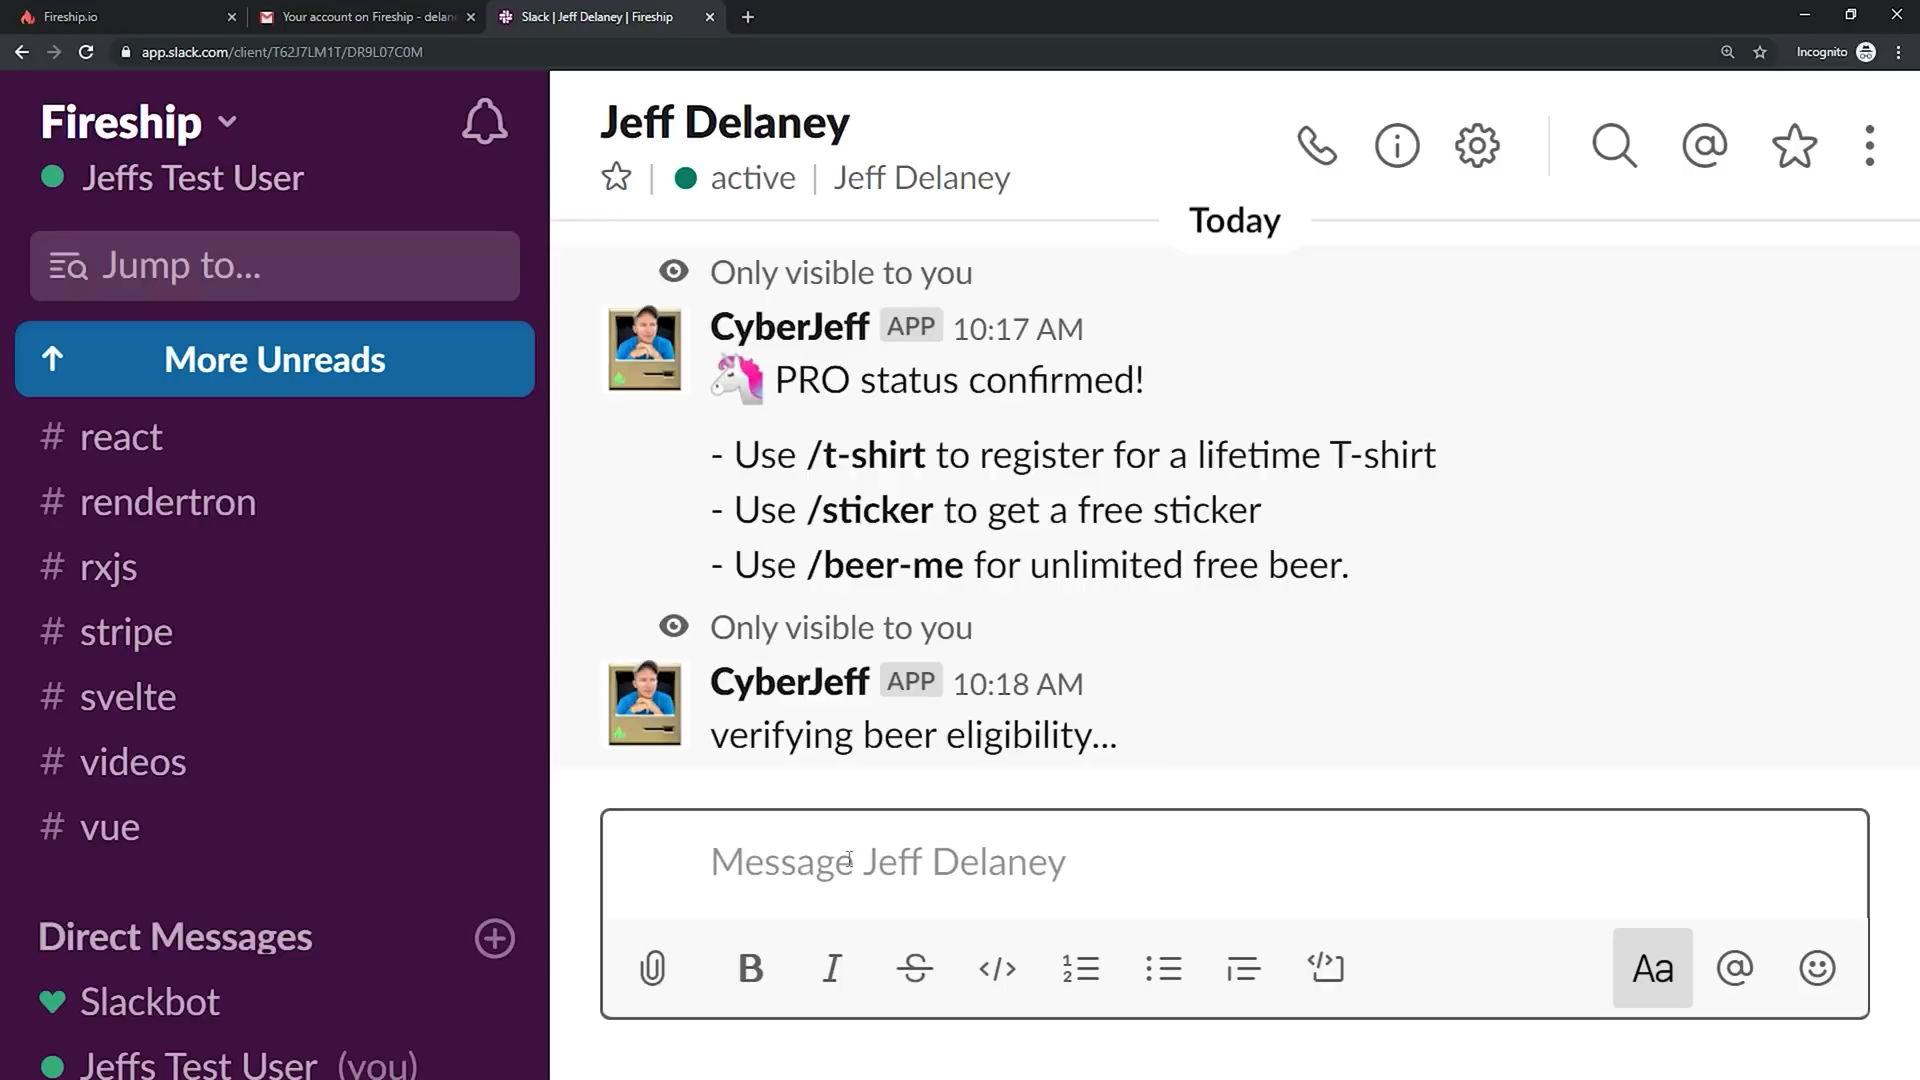 Fireship.io
Your account on Fireship - delan
Slack | Jeff Delaney | Fireship
app.slack.com/client/T62J7LM1T/DR9L07C0M
Incognito
Fireship
Jeffs Test User
Jump to...
More Unreads
# react
# rendertron
# rxjs
# stripe
# svelte
# videos
# vue
Direct Messages
Slackbot
Jeffs Test User (you)
Jeff Delaney
active | Jeff Delaney
Today
Only visible to you
CyberJeff APP 10:17 AM
PRO status confirmed!
- Use /t-shirt to register for a lifetime T-shirt
- Use /sticker to get a free sticker
- Use /beer-me for unlimited free beer.
Only visible to you
CyberJeff APP 10:18 AM
verifying beer eligibility...
Message Jeff Delaney
B I S </> Aa @